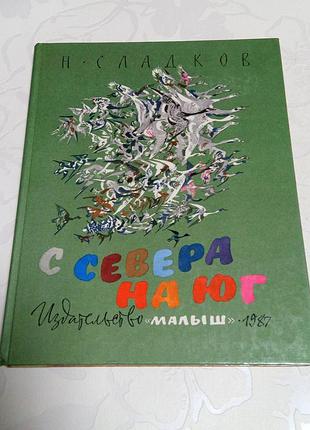 Н·СЛАДКОВ
С СЕВЕРА
НА ЮГ
Издательство «МАЛЫШ»·1987